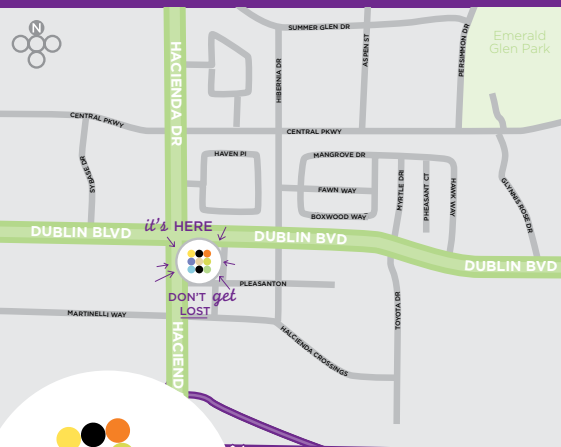 N
SUMMER GLEN DR
Emerald
Glen Park
HACIENDA DR
HIBERNIA DR
ASPEN ST
PERSIMMON DR
CENTRAL PKWY
CENTRAL PKWY
SYBASE DR
HAVEN Pl
MANGROVE DR
FAWN WAY
BOXWOOD WAY
MYRTLE DRI
PHEASANT CT
HAWK WAY
GLYNNIS ROSE DR
it's HERE
DUBLIN BLVD
DUBLIN BVD
DUBLIN BVD
PLEASANTON
DON'T get
LOST
MARTINELLI WAY
HACIEND
HALCIENDA CROSSINGS
TOYOTA DR